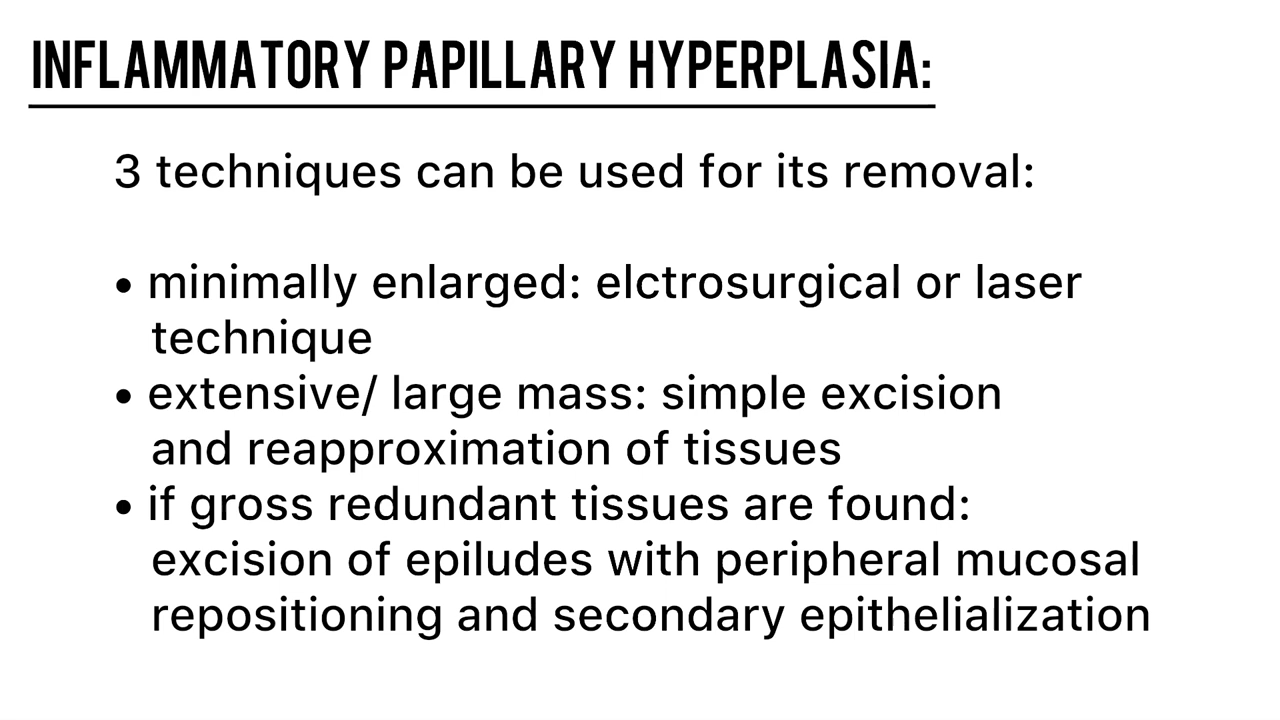 INFLAMMATORY PAPILLARY HYPERPLASIA:
3 techniques can be used for its removal:
• minimally enlarged: elctrosurgical or laser
technique
• extensive/ large mass: simple excision
and reapproximation of tissues
• if gross redundant tissues are found:
excision of epiludes with peripheral mucosal
repositioning and secondary epithelialization